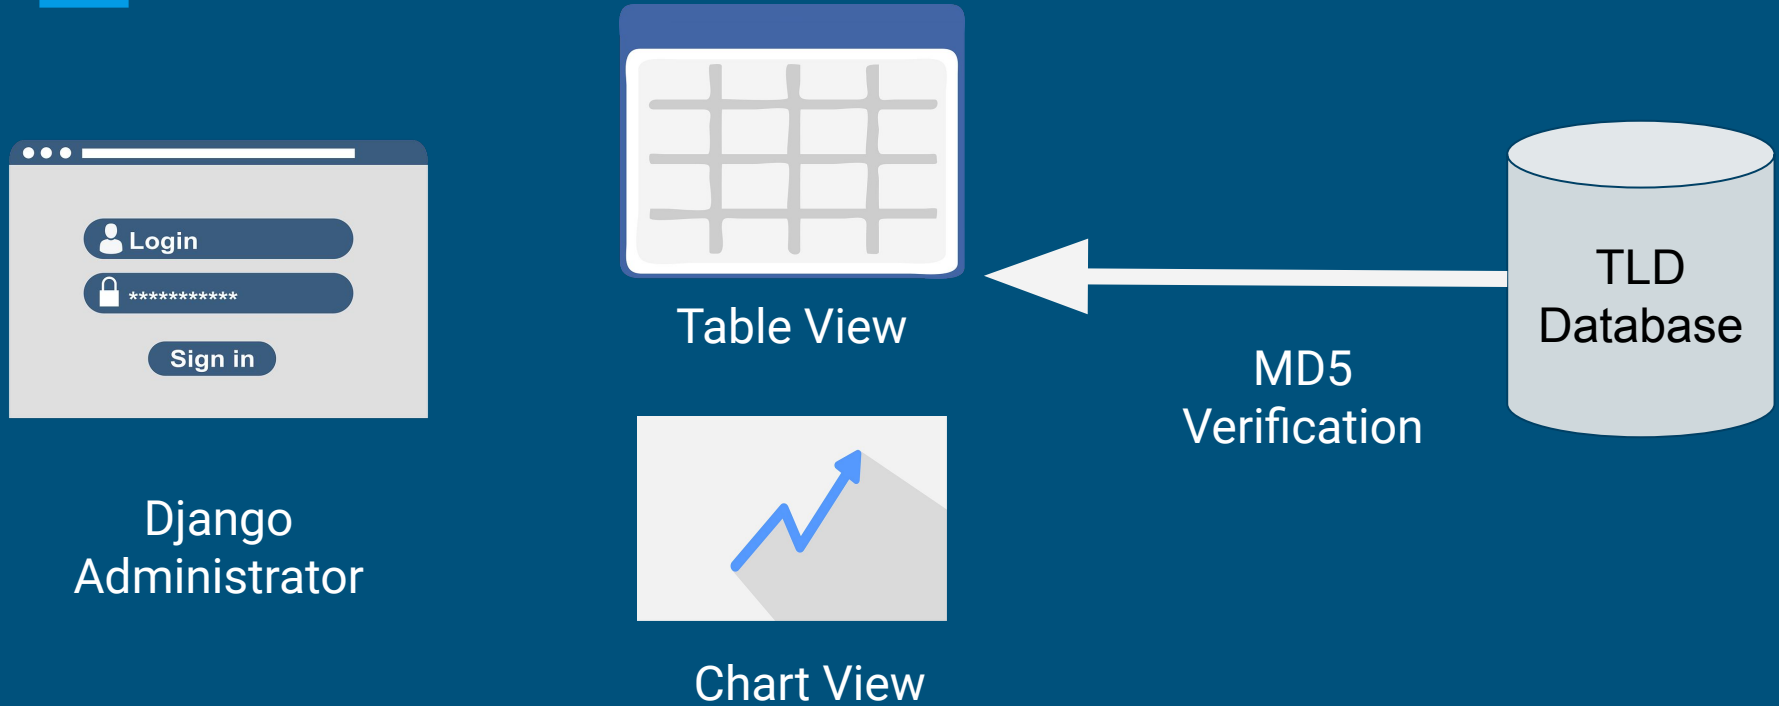 Login
***********
Sign in
Django
Administrator
Table View
Chart View
MD5
Verification
TLD
Database